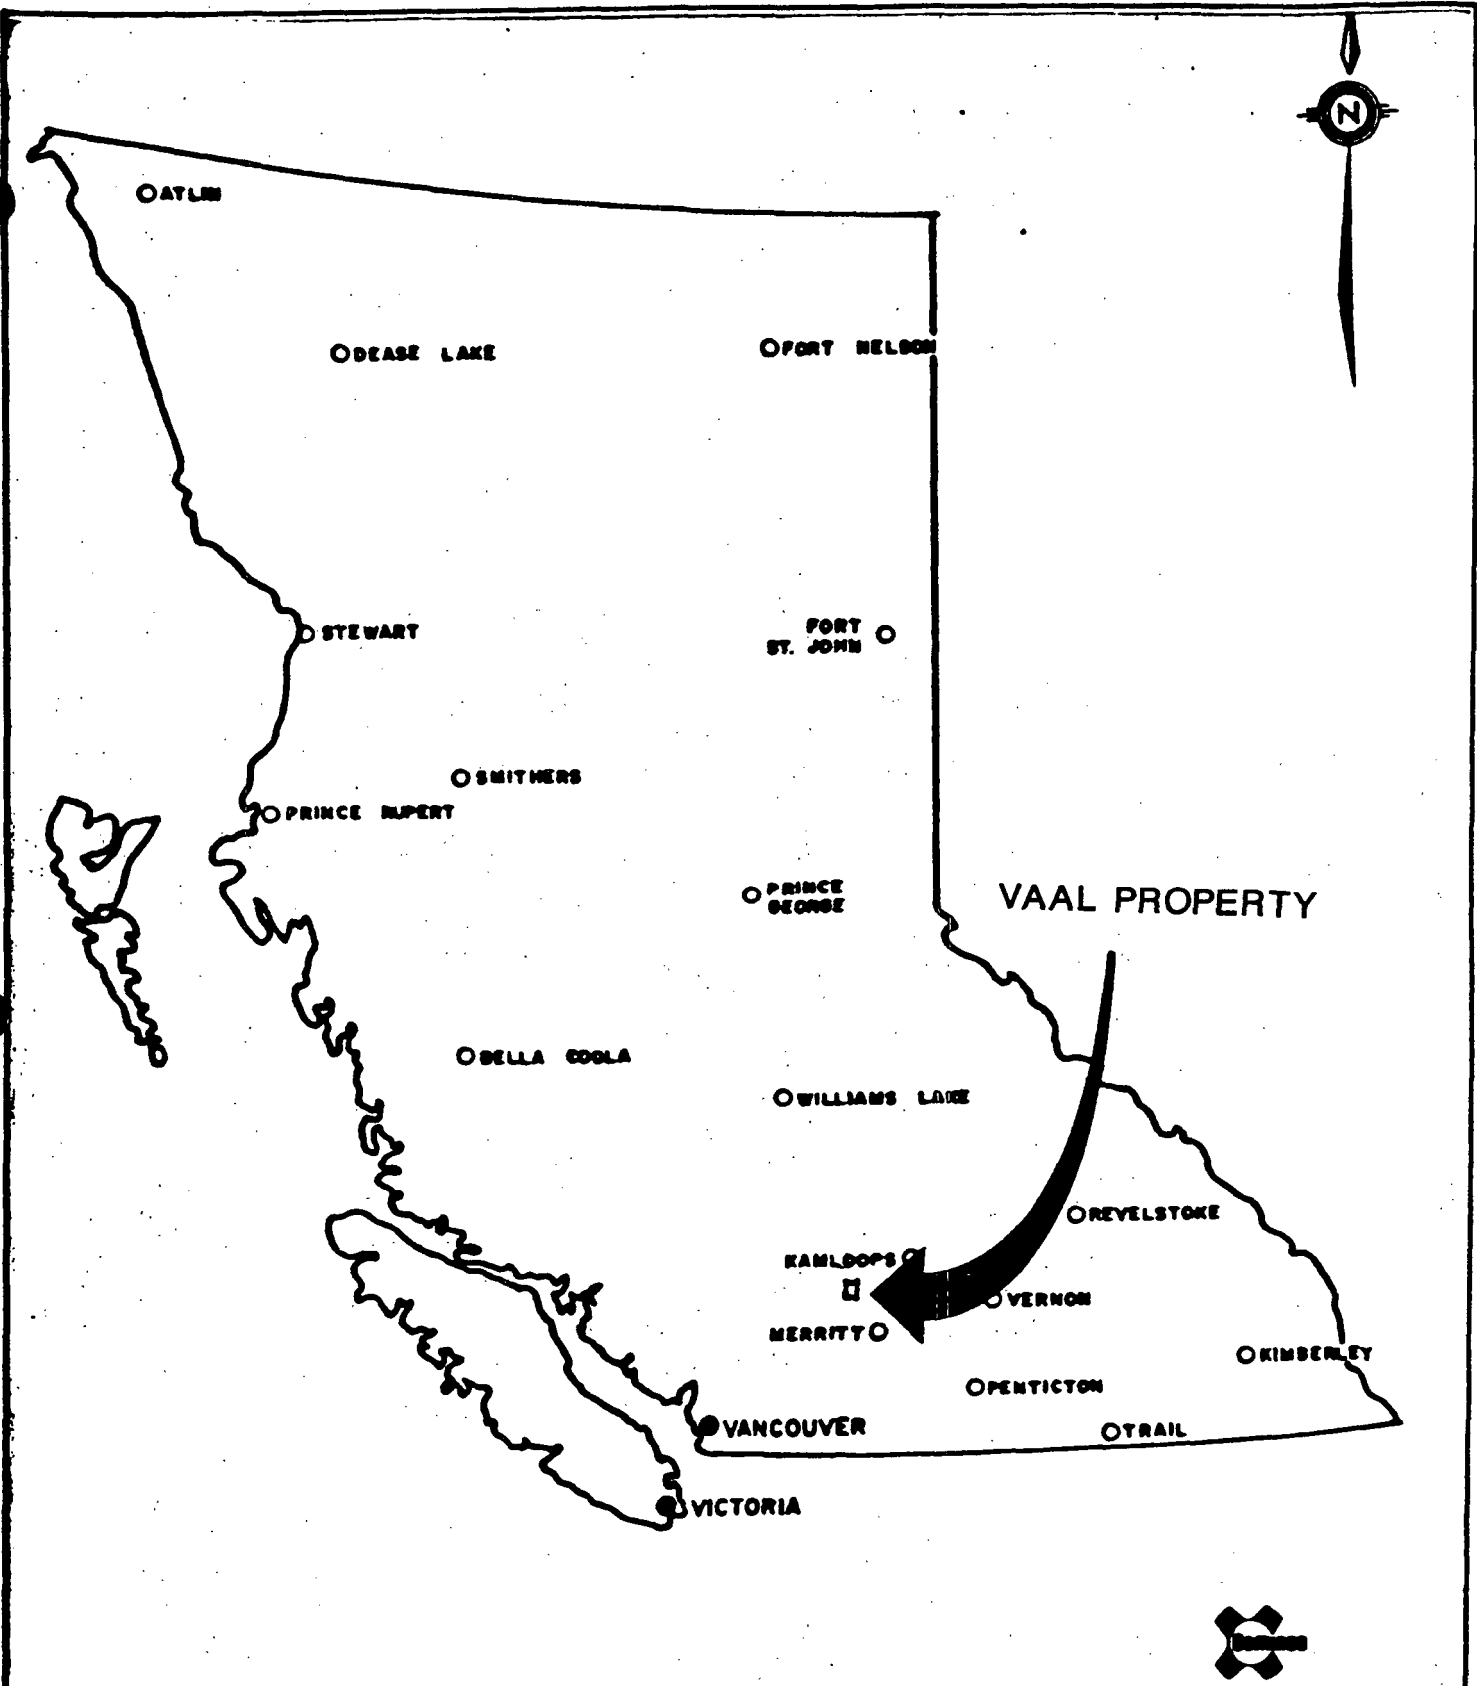 N
ATLIN
DEASE LAKE
FORT NELSON
STEWART
FORT
ST. JOHN
SMITHERS
PRINCE RUPERT
PRINCE
GEORGE
VAAL PROPERTY
BELLA COOLA
WILLIAMS LAKE
REVELSTOKE
KAMLOOPS
VERNON
MERRITT
KIMBERLEY
PENTICTON
VANCOUVER
TRAIL
VICTORIA